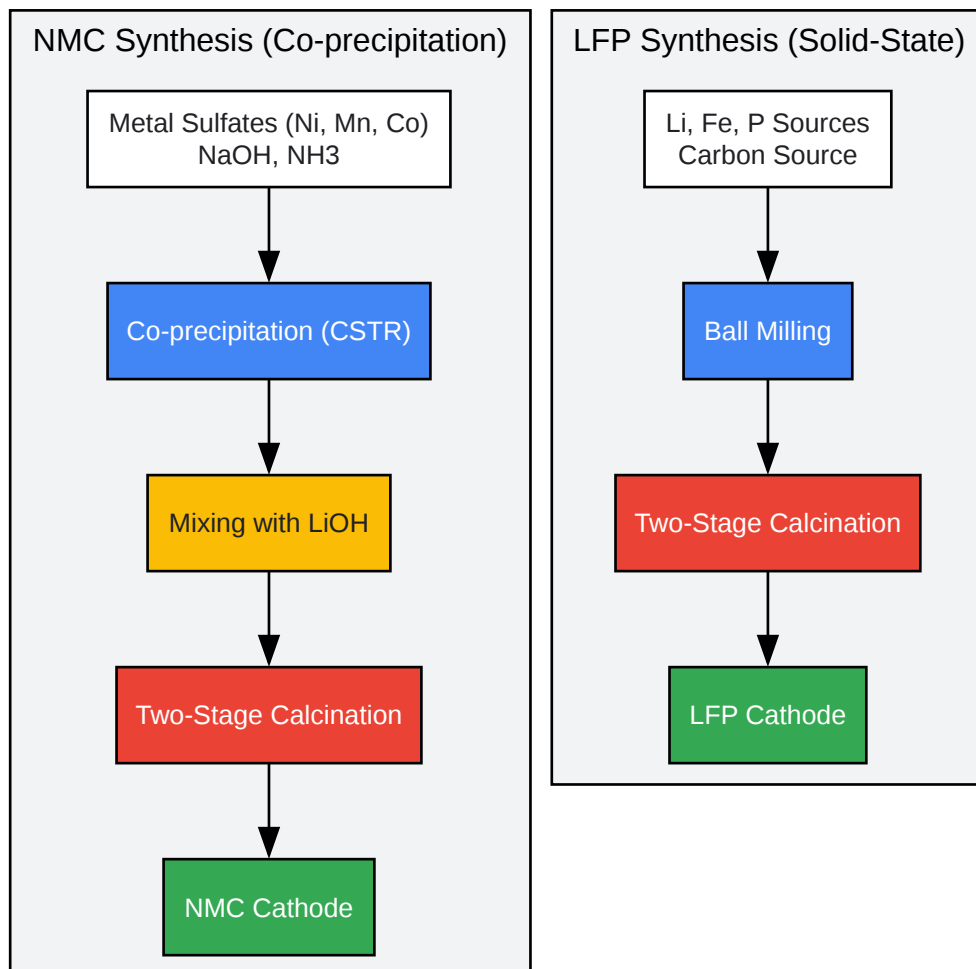 NMC Synthesis (Co-precipitation)
Metal Sulfates (Ni, Mn, Co)
NaOH, NH3
Co-precipitation (CSTR)
Mixing with LiOH
Two-Stage Calcination
NMC Cathode
LFP Synthesis (Solid-State)
Li, Fe, P Sources
Carbon Source
Ball Milling
Two-Stage Calcination
LFP Cathode